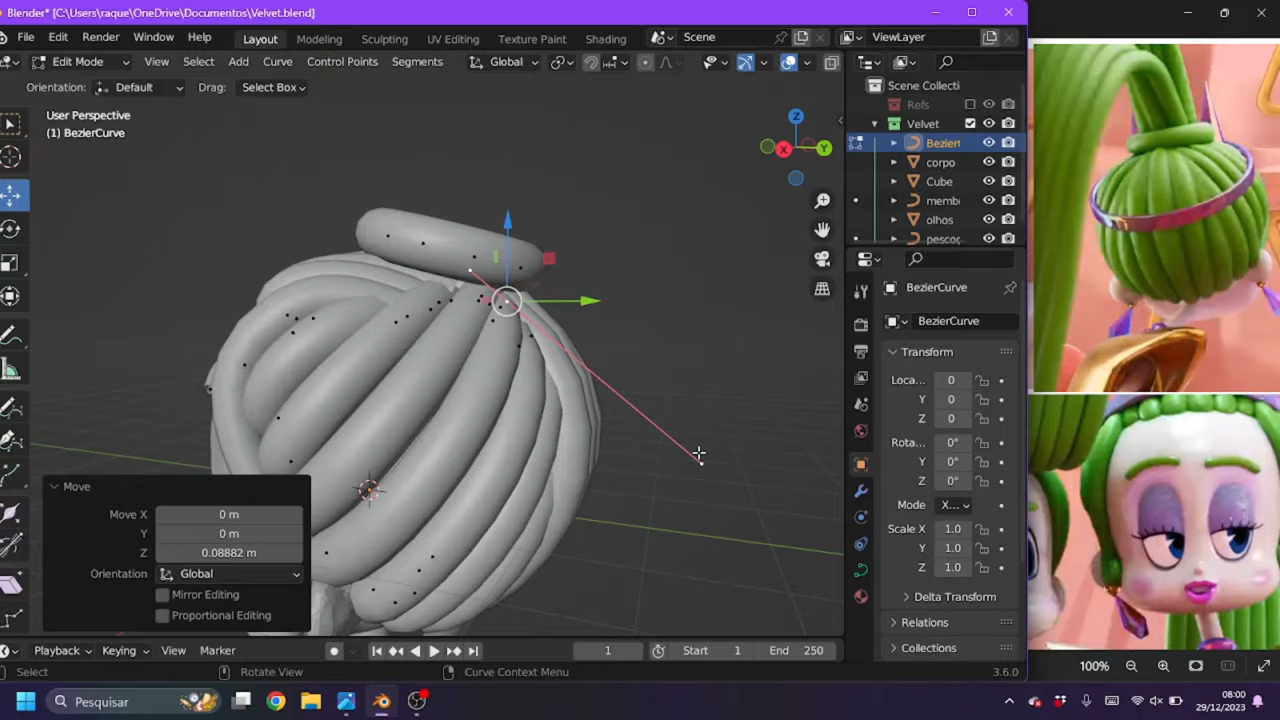 Blender* [C:\Users\raque\OneDrive\Documentos\Velvet.blend]
File Edit Render Window Help Layout Modeling Sculpting UV Editing Texture Paint Shading Scene ViewLayer
Edit Mode View Select Add Curve Control Points Segments Global
Orientation: Default Drag: Select Box
User Perspective
(1) BezierCurve
Z
X
Y
Scene Collecti
Refs
Velvet
Bezier
corpo
Cube
memb
olhos
pescoç
BezierCurve
BezierCurve
Transform
Loca... 0
Y 0
Z 0
Rota... 0°
Y 0°
Z 0°
Mode X...
Scale X 1.0
Y 1.0
Z 1.0
Delta Transform
Relations
Collections
Move
Move X 0 m
Y 0 m
Z 0.08882 m
Orientation Global
Mirror Editing
Proportional Editing
Playback Keying View Marker 1 Start 1 End 250
Select Rotate View Curve Context Menu 3.6.0
100%
Pesquisar
08:00
29/12/2023